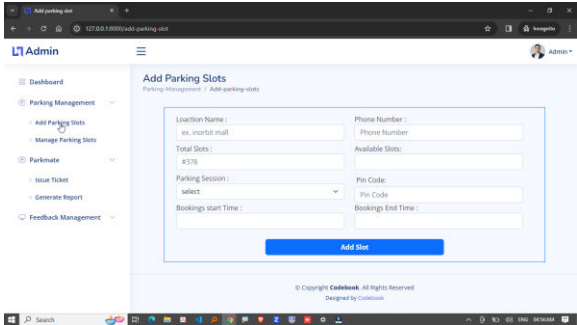 Add parking slot
127.0.0.1:8000/add-parking-slot
Incognito
Admin
Admin
Dashboard
Parking Management
Add Parking Slots
Manage Parking Slots
Parkmate
Issue Ticket
Generate Report
Feedback Management
Add Parking Slots
Parking-Management / Add-parking-slots
Loaction Name :
Phone Number :
ex. inorbit mall
Phone Number
Total Slots :
Available Slots:
#378
Parking Session :
Pin Code:
select
Pin Code
Bookings start Time :
Bookings End Time :
Add Slot
© Copyright Codebook. All Rights Reserved
Designed by Codebook
Search
ENG